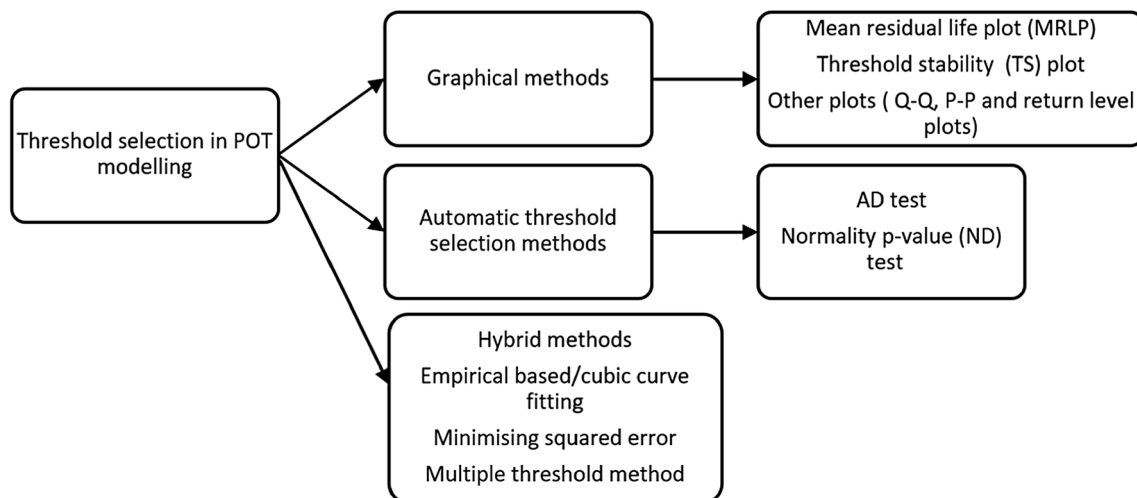 Threshold selection in POT
modelling
Graphical methods
Mean residual life plot (MRLP)
Threshold stability (TS) plot
Other plots ( Q-Q, P-P and return level
plots)
Automatic threshold
selection methods
AD test
Normality p-value (ND)
test
Hybrid methods
Empirical based/cubic curve
fitting
Minimising squared error
Multiple threshold method